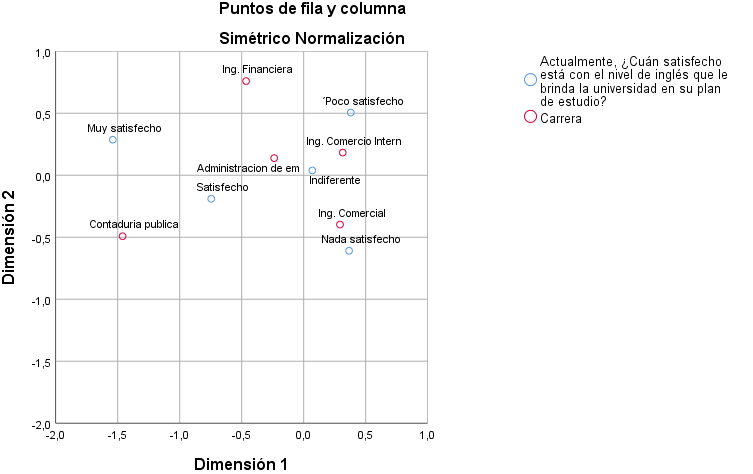 Puntos de fila y columna
Simétrico Normalización
1,0
0,5
0,0
-0,5
-1,0
-1,5
-2,0
-2,0
-1,5
-1,0
-0,5
0,0
0,5
1,0
Dimensión 2
Dimensión 1
Ing. Financiera
´Poco satisfecho
Muy satisfecho
Ing. Comercio Intern
Administracion de em
Indiferente
Satisfecho
Ing. Comercial
Contaduria publica
Nada satisfecho
Actualmente, ¿Cuán satisfecho
está con el nivel de inglés que le
brinda la universidad en su plan
de estudio?
Carrera